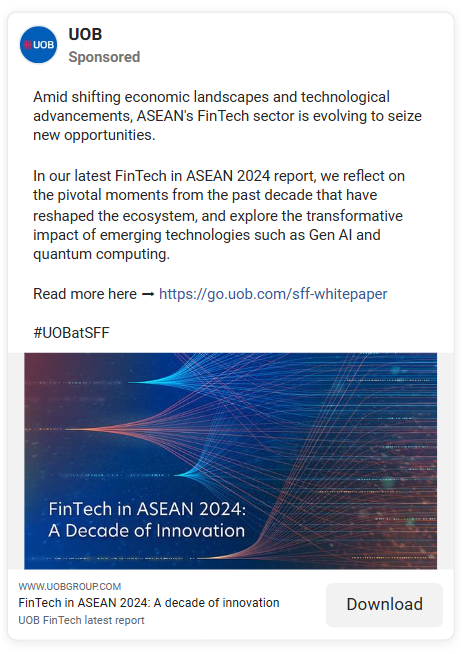 UOB
UOB
Sponsored
Amid shifting economic landscapes and technological
advancements, ASEAN's FinTech sector is evolving to seize
new opportunities.
In our latest FinTech in ASEAN 2024 report, we reflect on
the pivotal moments from the past decade that have
reshaped the ecosystem, and explore the transformative
impact of emerging technologies such as Gen AI and
quantum computing.
Read more here ➞ https://go.uob.com/sff-whitepaper
#UOBatSFF
FinTech in ASEAN 2024:
A Decade of Innovation
WWW.UOBGROUP.COM
FinTech in ASEAN 2024: A decade of innovation
UOB FinTech latest report
Download